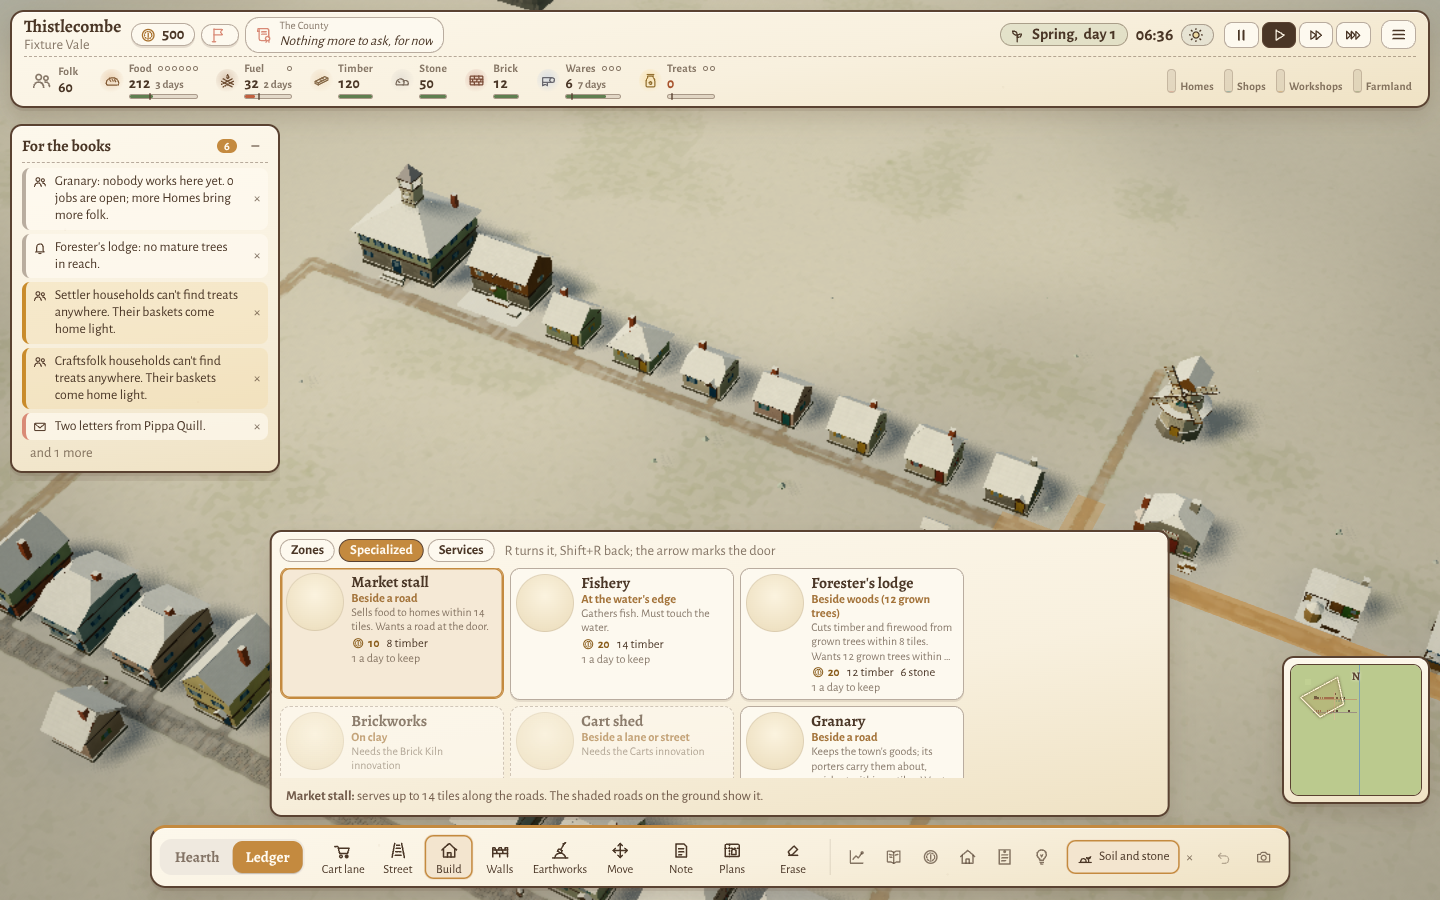 Thistlecombe
Fixture Vale
500
The County
Nothing more to ask, for now
Spring, day 1
06:36
Folk
60
Food
212 3 days
Fuel
32 2 days
Timber
120
Stone
50
Brick
12
Wares
6 7 days
Treats
0
Homes
Shops
Workshops
Farmland
For the books
6
Granary: nobody works here yet. 0
jobs are open; more Homes bring
more folk.
Forester's lodge: no mature trees
in reach.
Settler households can't find treats
anywhere. Their baskets come
home light.
Craftsfolk households can't find
treats anywhere. Their baskets
come home light.
Two letters from Pippa Quill.
and 1 more
Zones
Specialized
Services
R turns it, Shift+R back; the arrow marks the door
Market stall
Beside a road
Sells food to homes within 14
tiles. Wants a road at the door.
10 8 timber
1 a day to keep
Fishery
At the water's edge
Gathers fish. Must touch the
water.
20 14 timber
1 a day to keep
Forester's lodge
Beside woods (12 grown
trees)
Cuts timber and firewood from
grown trees within 8 tiles.
Wants 12 grown trees within ...
20 12 timber 6 stone
1 a day to keep
Brickworks
On clay
Needs the Brick Kiln
innovation
Cart shed
Beside a lane or street
Needs the Carts innovation
Granary
Beside a road
Keeps the town's goods; its
porters carry them about,
Market stall: serves up to 14 tiles along the roads. The shaded roads on the ground show it.
N
Hearth
Ledger
Cart lane
Street
Build
Walls
Earthworks
Move
Note
Plans
Erase
Soil and stone